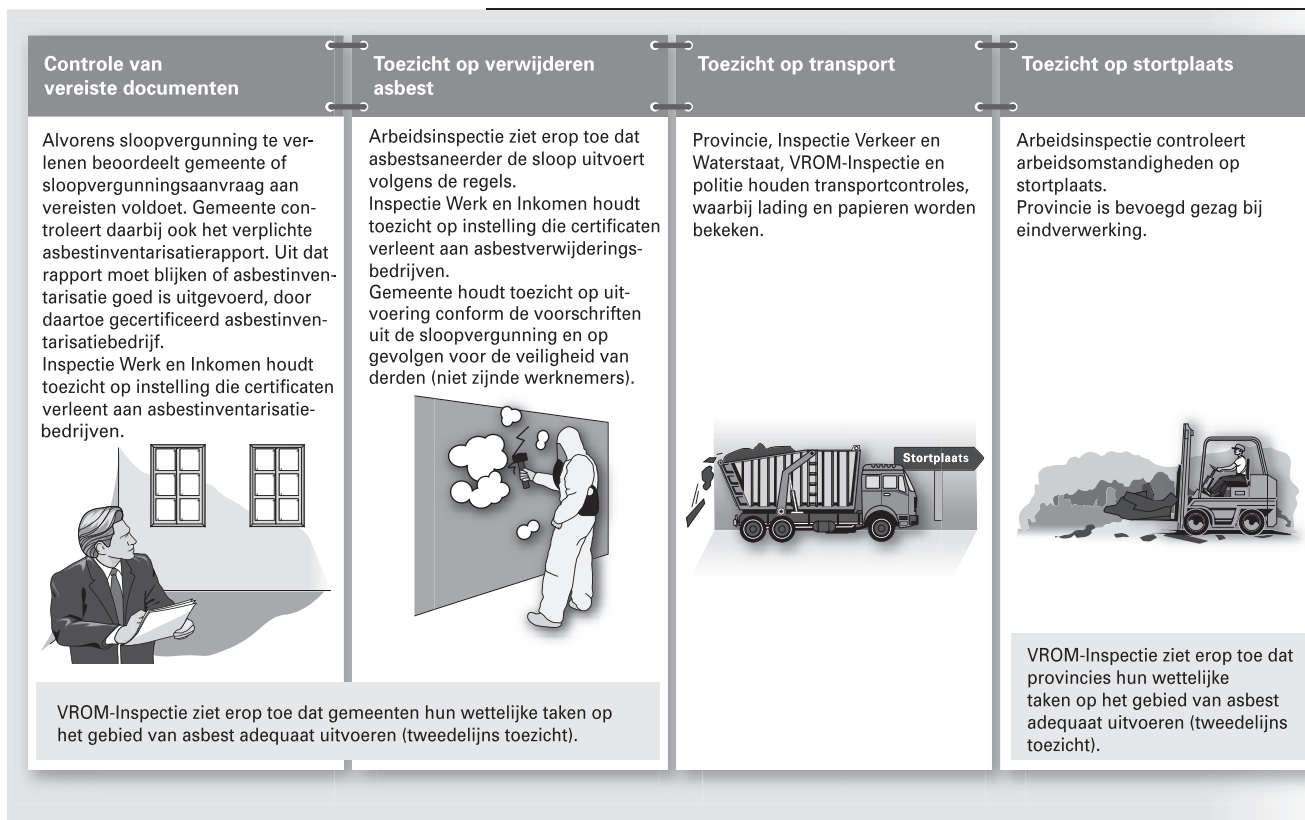 Controle van
vereiste documenten
Alvorens sloopvergunning te ver-
lenen beoordeelt gemeente of
sloopvergunningsaanvraag aan
vereisten voldoet. Gemeente con-
troleert daarbij ook het verplichte
asbestinventarisatierapport. Uit dat
rapport moet blijken of asbestinven-
tarisatie goed is uitgevoerd, door
daartoe gecertificeerd asbestinven-
tarisatiebedrijf.
Inspectie Werk en Inkomen houdt
toezicht op instelling die certificaten
verleent aan asbestinventarisatie-
bedrijven.
Toezicht op verwijderen
asbest
Arbeidsinspectie ziet erop toe dat
asbestsaneerder de sloop uitvoert
volgens de regels.
Inspectie Werk en Inkomen houdt
toezicht op instelling die certificaten
verleent aan asbestverwijderings-
bedrijven.
Gemeente houdt toezicht op uit-
voering conform de voorschriften
uit de sloopvergunning en op
gevolgen voor de veiligheid van
derden (niet zijnde werknemers).
VROM-Inspectie ziet erop toe dat gemeenten hun wettelijke taken op
het gebied van asbest adequaat uitvoeren (tweedelijns toezicht).
Toezicht op transport
Provincie, Inspectie Verkeer en
Waterstaat, VROM-Inspectie en
politie houden transportcontroles,
waarbij lading en papieren worden
bekeken.
Stortplaats
Toezicht op stortplaats
Arbeidsinspectie controleert
arbeidsomstandigheden op
stortplaats.
Provincie is bevoegd gezag bij
eindverwerking.
VROM-Inspectie ziet erop toe dat
provincies hun wettelijke
taken op het gebied van asbest
adequaat uitvoeren (tweedelijns
toezicht).